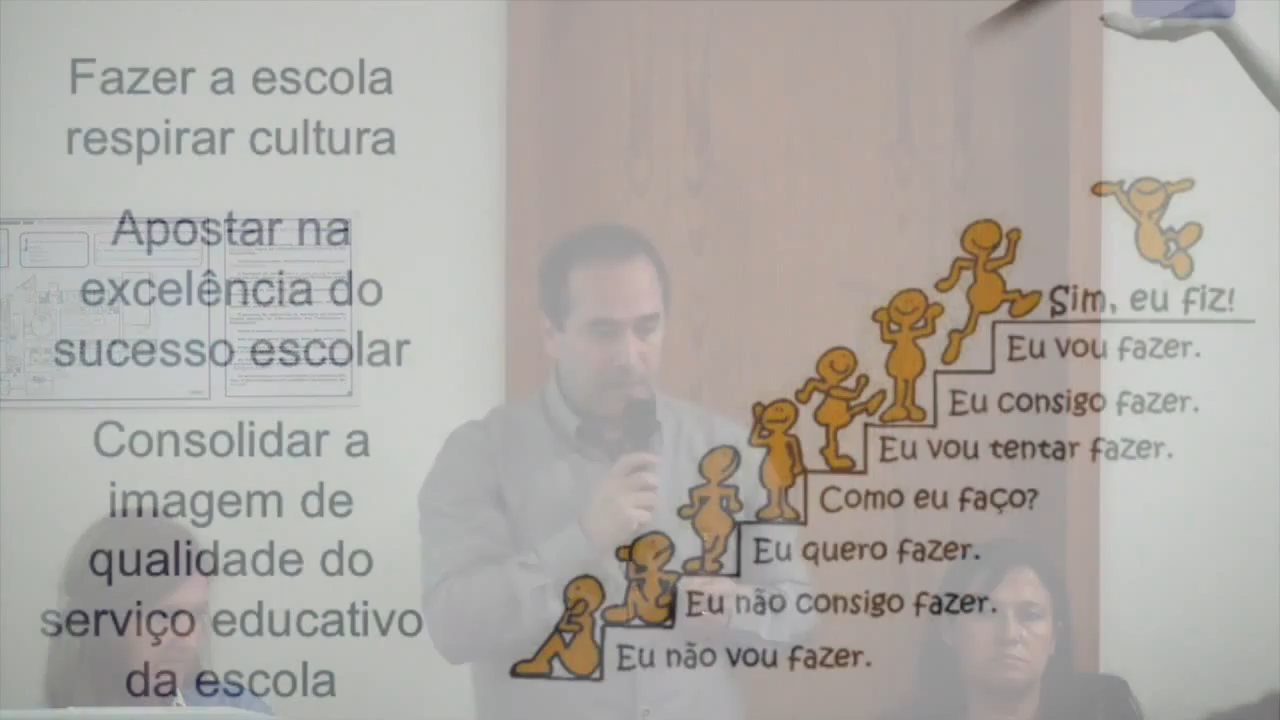 Fazer a escola
respirar cultura
Apostar na
excelência do
sucesso escolar
Consolidar a
imagem de
qualidade do
serviço educativo
da escola
Sim, eu fiz!
Eu vou fazer.
Eu consigo fazer.
Eu vou tentar fazer.
Como eu faço?
Eu quero fazer.
Eu não consigo fazer.
Eu não vou fazer.